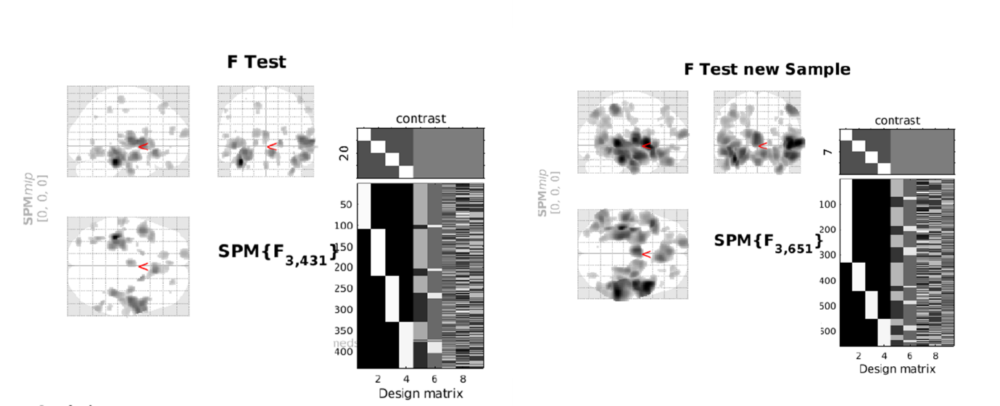 F Test
SPMmip
[0, 0, 0]
<
<
<
SPM{F3,431}
contrast
20
50
100
150
200
250
300
350
400
2 4 6 8
Design matrix
F Test new Sample
SPMmip
[0, 0, 0]
<
<
<
SPM{F3,651}
contrast
7
100
200
300
400
500
600
2 4 6 8
Design matrix